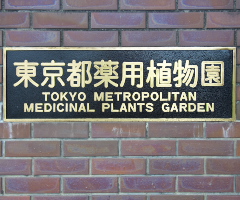 東京都薬用植物園
TOKYO METROPOLITAN
MEDICINAL PLANTS GARDEN